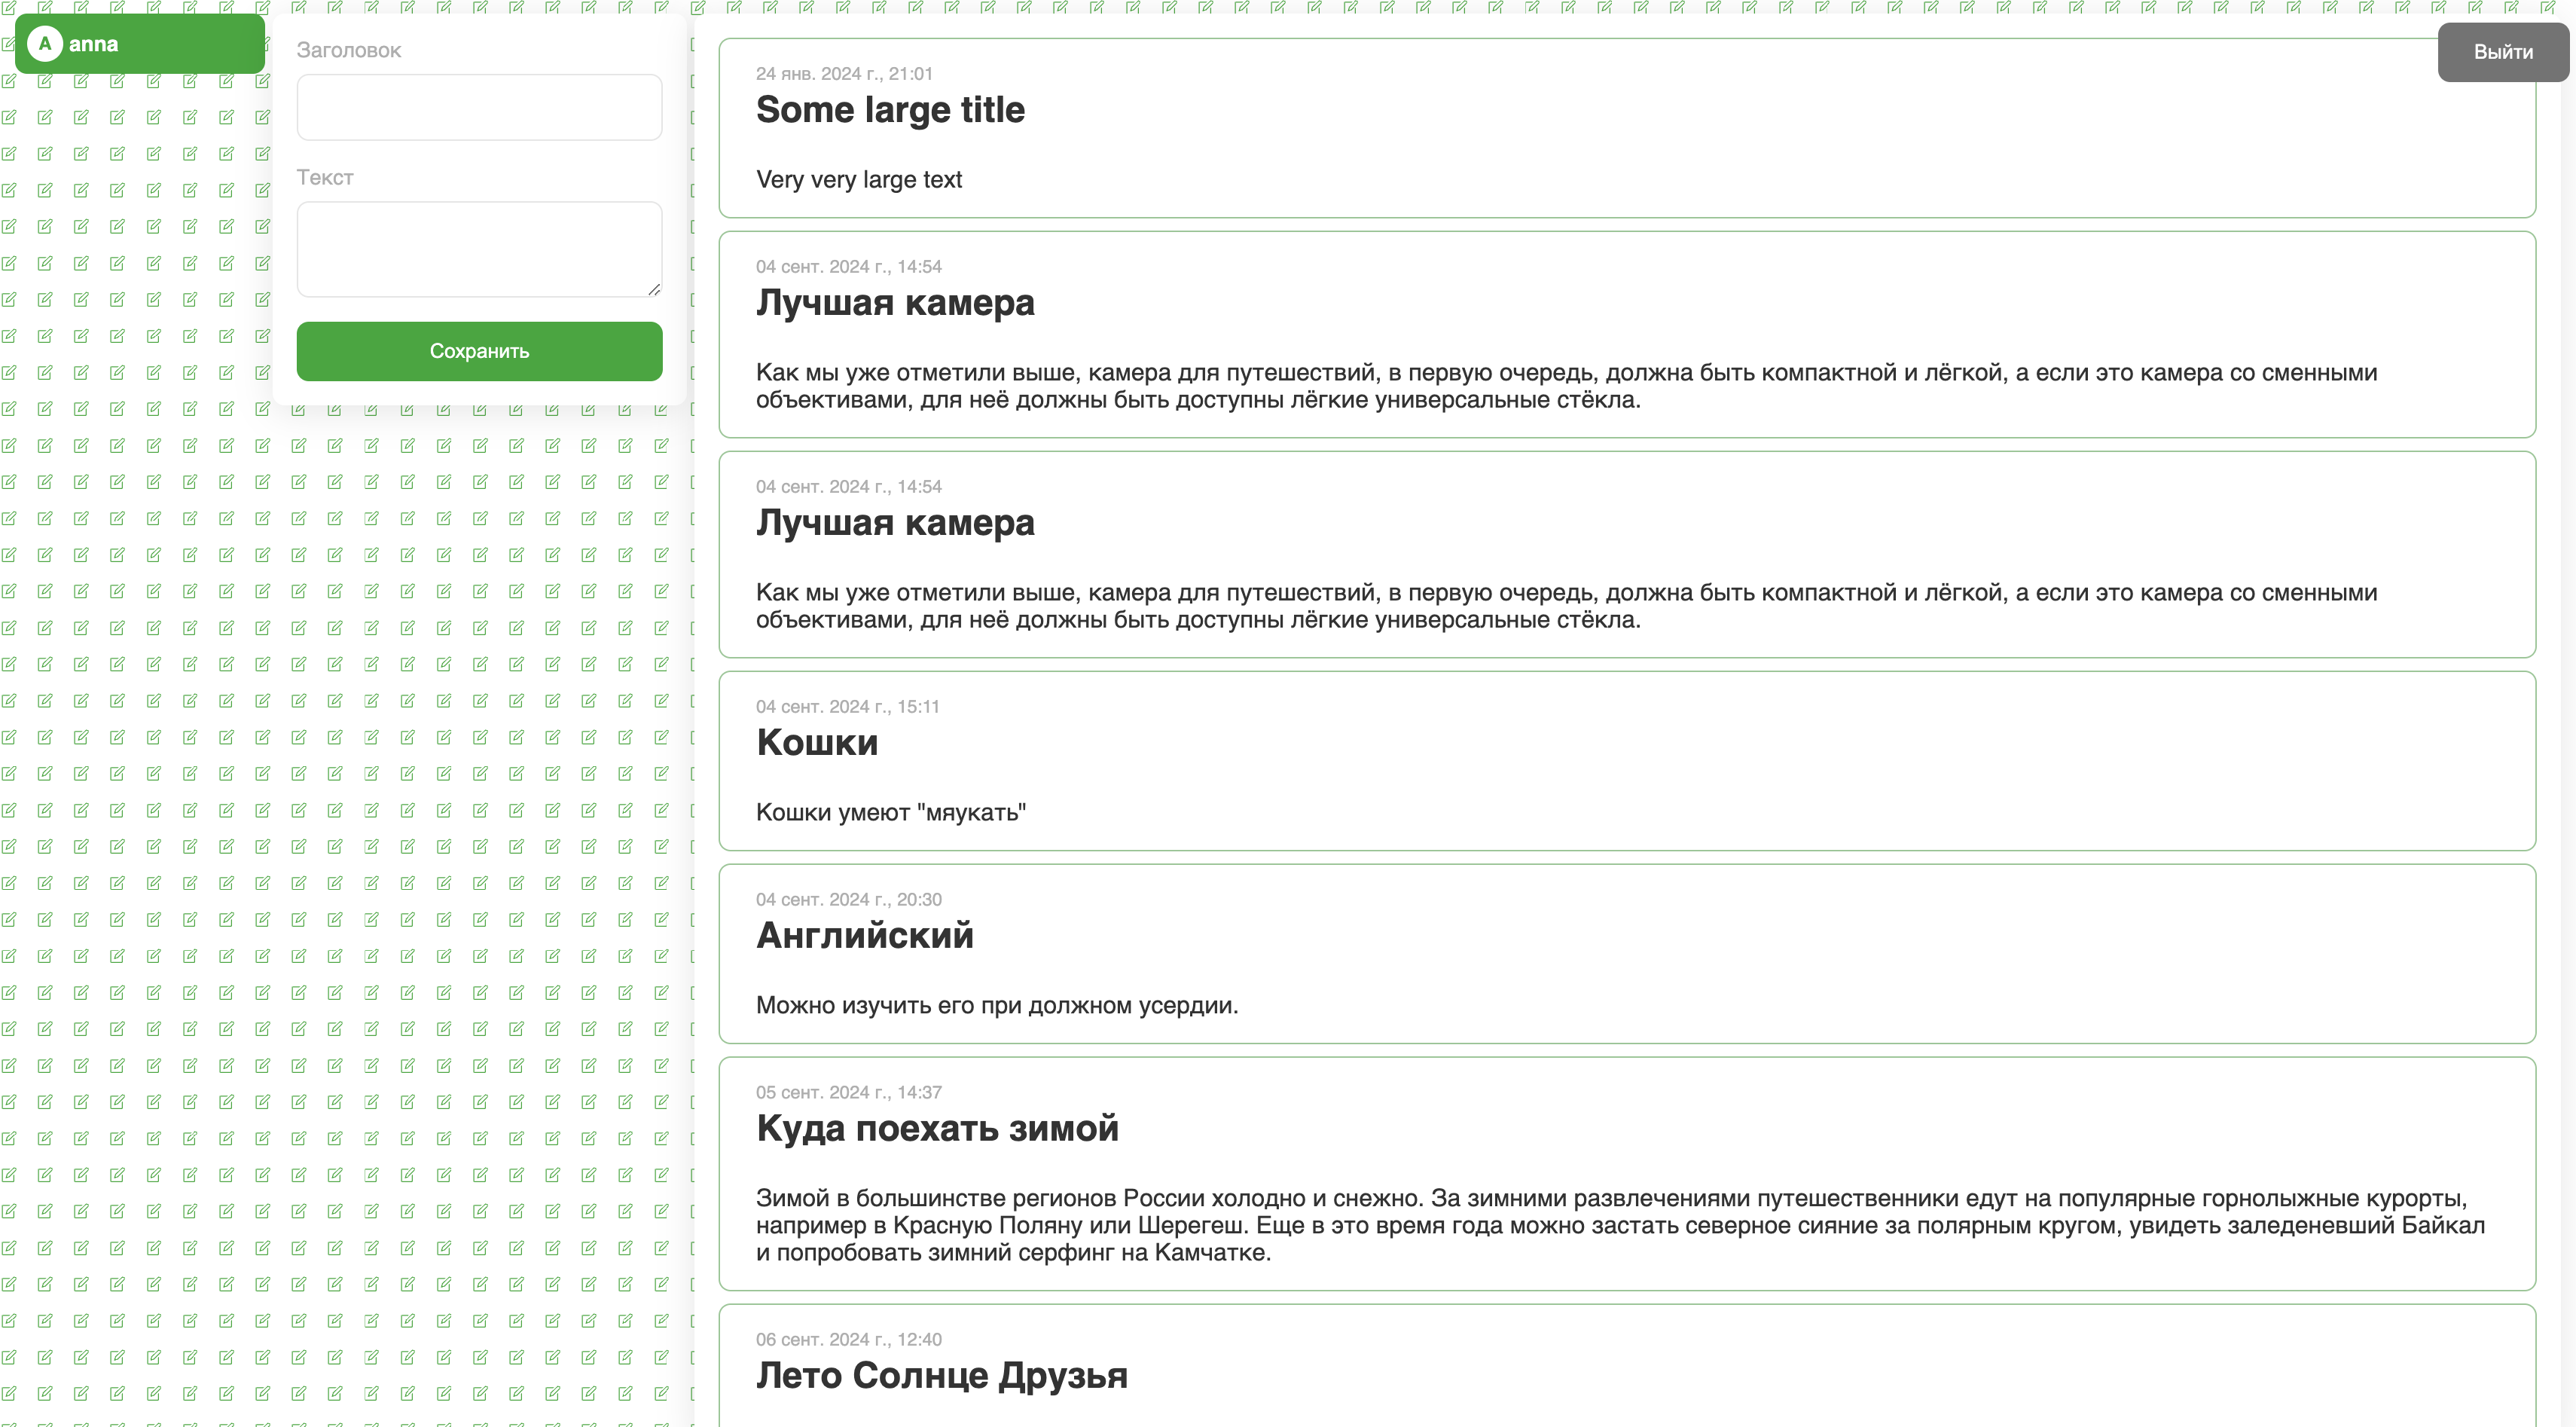 A anna
Заголовок
Текст
Сохранить
Выйти
24 янв. 2024 г., 21:01
Some large title
Very very large text
04 сент. 2024 г., 14:54
Лучшая камера
Как мы уже отметили выше, камера для путешествий, в первую очередь, должна быть компактной и лёгкой, а если это камера со сменными
объективами, для неё должны быть доступны лёгкие универсальные стёкла.
04 сент. 2024 г., 14:54
Лучшая камера
Как мы уже отметили выше, камера для путешествий, в первую очередь, должна быть компактной и лёгкой, а если это камера со сменными
объективами, для неё должны быть доступны лёгкие универсальные стёкла.
04 сент. 2024 г., 15:11
Кошки
Кошки умеют "мяукать"
04 сент. 2024 г., 20:30
Английский
Можно изучить его при должном усердии.
05 сент. 2024 г., 14:37
Куда поехать зимой
Зимой в большинстве регионов России холодно и снежно. За зимними развлечениями путешественники едут на популярные горнолыжные курорты,
например в Красную Поляну или Шерегеш. Еще в это время года можно застать северное сияние за полярным кругом, увидеть заледеневший Байкал
и попробовать зимний серфинг на Камчатке.
06 сент. 2024 г., 12:40
Лето Солнце Друзья